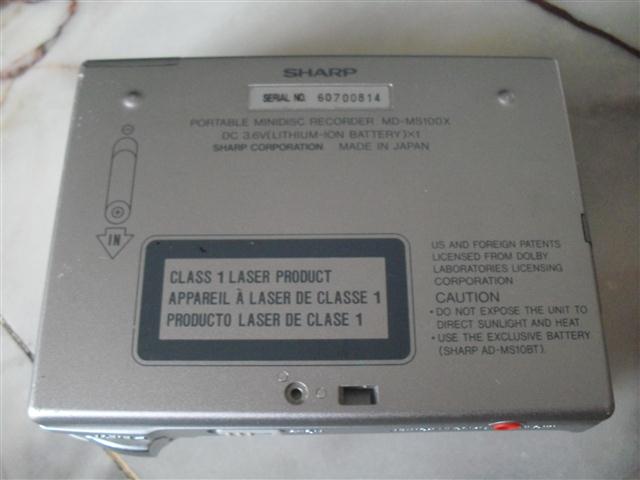 SHARP
SERIAL NO. 60700814
PORTABLE MINIDISC RECORDER MD-MS100X
DC 3.6V(LITHIUM-ION BATTERY)×1
SHARP CORPORATION MADE IN JAPAN
IN
CLASS 1 LASER PRODUCT
APPAREIL À LASER DE CLASSE 1
PRODUCTO LASER DE CLASE 1
US AND FOREIGN PATENTS
LICENSED FROM DOLBY
LABORATORIES LICENSING
CORPORATION
CAUTION
• DO NOT EXPOSE THE UNIT TO
DIRECT SUNLIGHT AND HEAT.
• USE THE EXCLUSIVE BATTERY
(SHARP AD-MS10BT).